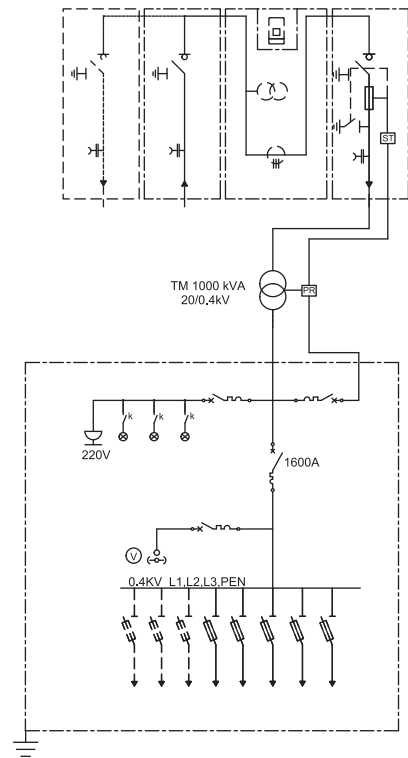 ST
TM 1000 kVA
20/0.4kV
PR
k
k
k
220V
1600A
V
0.4KV L1,L2,L3,PEN